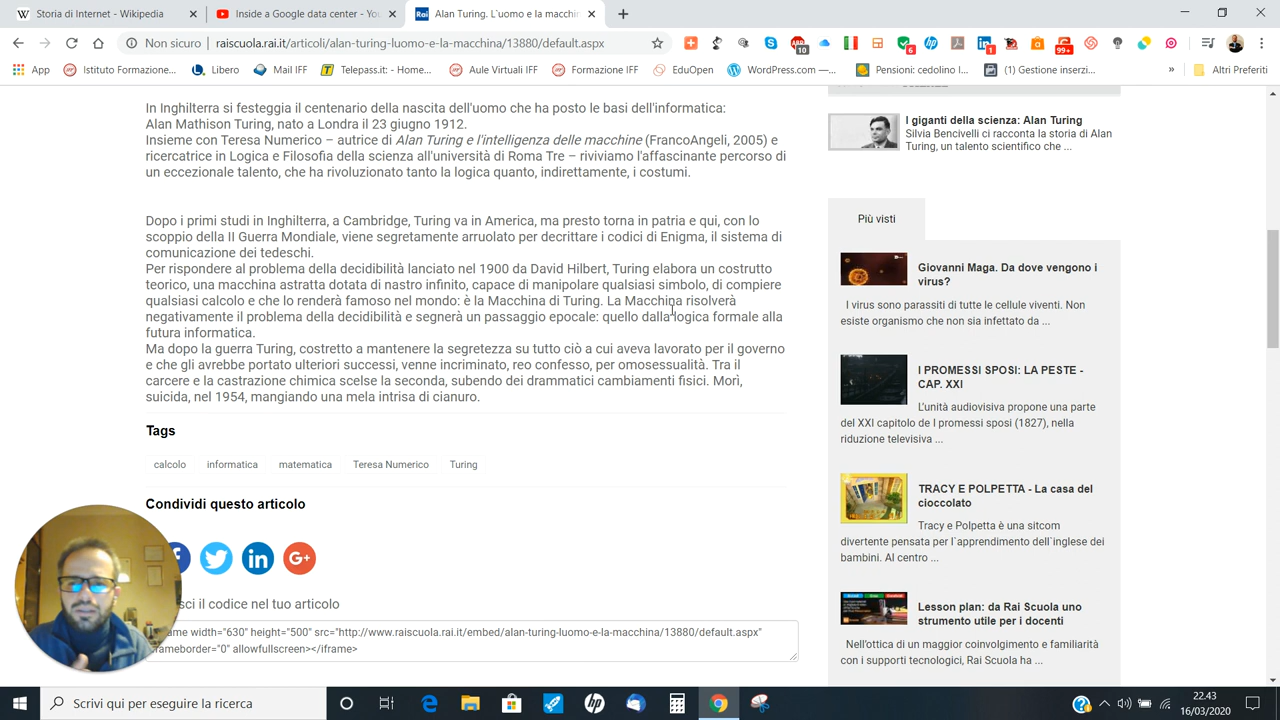 Storia di Internet - Wikipedi
Inside a Google data center - You
Rai Alan Turing. L'uomo e la macchin
Non sicuro raiscuola.rai.it/articoli/alan-turing-luomo-e-la-macchina/13880/default.aspx
App
Istituto Formazione...
Libero
MEF IFF
Telepass.it: - Home...
Aule Virtuali IFF
Formazione IFF
EduOpen
WordPress.com —...
Pensioni: cedolino I...
(1) Gestione inserzi...
»
Altri Preferiti
In Inghilterra si festeggia il centenario della nascita dell'uomo che ha posto le basi dell'informatica:
Alan Mathison Turing, nato a Londra il 23 giugno 1912.
Insieme con Teresa Numerico – autrice di Alan Turing e l'intelligenza delle macchine (FrancoAngeli, 2005) e
ricercatrice in Logica e Filosofia della scienza all'università di Roma Tre – riviviamo l'affascinante percorso di
un eccezionale talento, che ha rivoluzionato tanto la logica quanto, indirettamente, i costumi.
Dopo i primi studi in Inghilterra, a Cambridge, Turing va in America, ma presto torna in patria e qui, con lo
scoppio della II Guerra Mondiale, viene segretamente arruolato per decrittare i codici di Enigma, il sistema di
comunicazione dei tedeschi.
Per rispondere al problema della decidibilità lanciato nel 1900 da David Hilbert, Turing elabora un costrutto
teorico, una macchina astratta dotata di nastro infinito, capace di manipolare qualsiasi simbolo, di compiere
qualsiasi calcolo e che lo renderà famoso nel mondo: è la Macchina di Turing. La Macchina risolverà
negativamente il problema della decidibilità e segnerà un passaggio epocale: quello dalla logica formale alla
futura informatica.
Ma dopo la guerra Turing, costretto a mantenere la segretezza su tutto ciò a cui aveva lavorato per il governo
e che gli avrebbe portato ulteriori successi, venne incriminato, reo confesso, per omosessualità. Tra il
carcere e la castrazione chimica scelse la seconda, subendo dei drammatici cambiamenti fisici. Morì,
suicida, nel 1954, mangiando una mela intrisa di cianuro.
Tags
calcolo informatica matematica Teresa Numerico Turing
Condividi questo articolo
sci il codice nel tuo articolo
frame width="630" height="500" src="http://www.raiscuola.rai.it/embed/alan-turing-luomo-e-la-macchina/13880/default.aspx"
frameborder="0" allowfullscreen></iframe>
I giganti della scienza: Alan Turing
Silvia Bencivelli ci racconta la storia di Alan
Turing, un talento scientifico che ...
Più visti
Giovanni Maga. Da dove vengono i
virus?
I virus sono parassiti di tutte le cellule viventi. Non
esiste organismo che non sia infettato da ...
I PROMESSI SPOSI: LA PESTE -
CAP. XXI
L'unità audiovisiva propone una parte
del XXI capitolo de I promessi sposi (1827), nella
riduzione televisiva ...
TRACY E POLPETTA - La casa del
cioccolato
Tracy e Polpetta è una sitcom
divertente pensata per l`apprendimento dell`inglese dei
bambini. Al centro ...
Lesson plan: da Rai Scuola uno
strumento utile per i docenti
Nell'ottica di un maggior coinvolgimento e familiarità
con i supporti tecnologici, Rai Scuola ha ...
Scrivi qui per eseguire la ricerca
22.43
16/03/2020